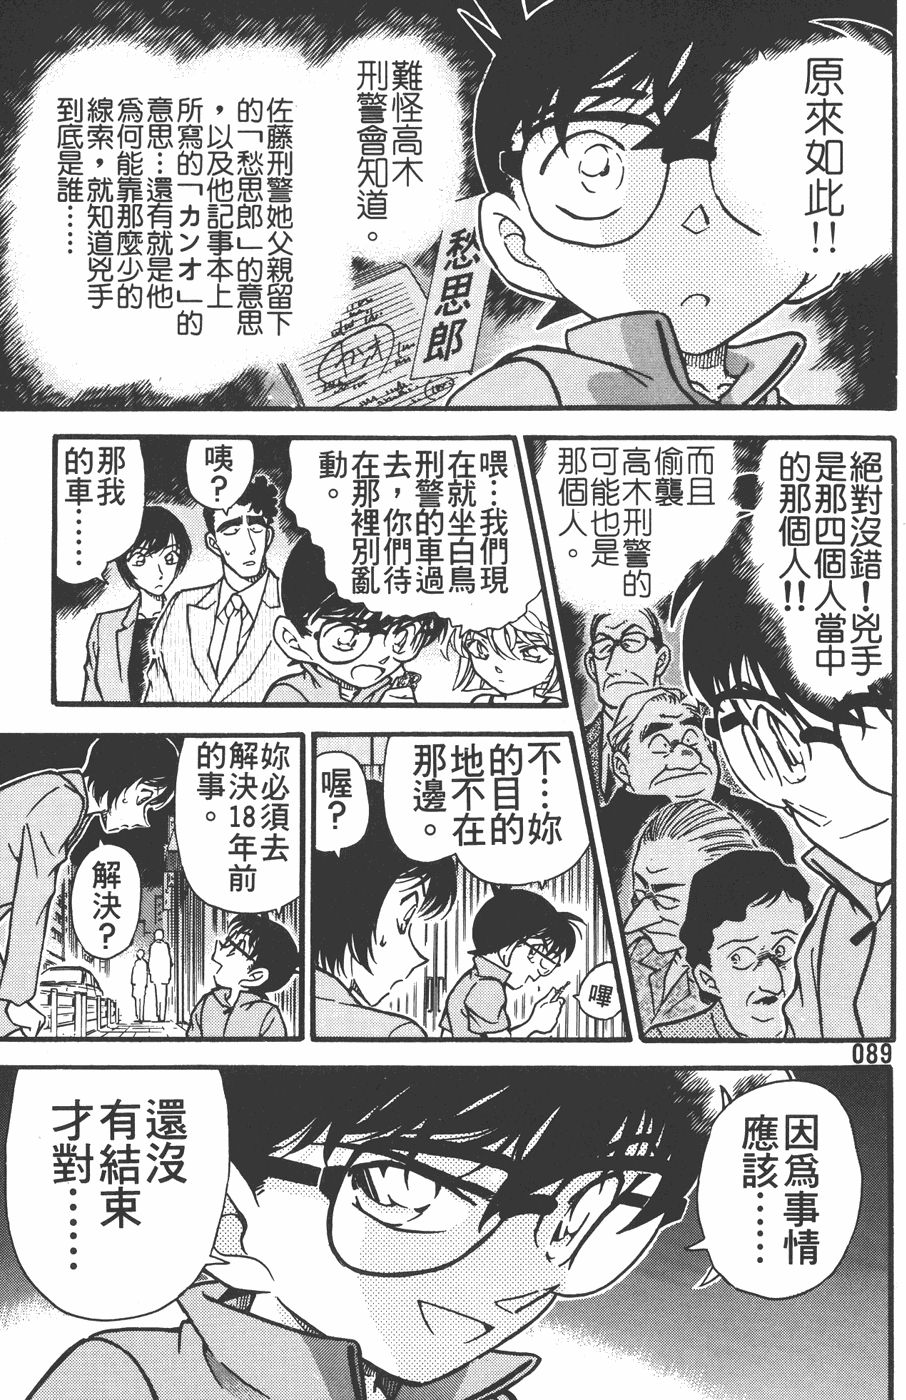 原來如此!!
難怪高木
刑警會知道。
佐藤刑警她父親留下
的「愁思郎」的意思
，以及他記事本上
所寫的「カンオ」的
意思…還有就是他
為何能靠那麼少的
線索，就知道兇手
到底是誰……
愁思郎
カンオ
絕對沒錯！兇手
是那四個人當中
的那個人!!
而且
偷襲
高木刑警的
可能也是
那個人。
喂…我們現
在就坐白鳥
刑警的車過
去，你們待
在那裡別亂
動。
咦?
那我
的車……
不…妳
的目的
地不在
那邊。
嗶
喔?
妳必須去
解決18年前
的事。
解決?
089
因為事情
應該……
還沒
有結束
才對……